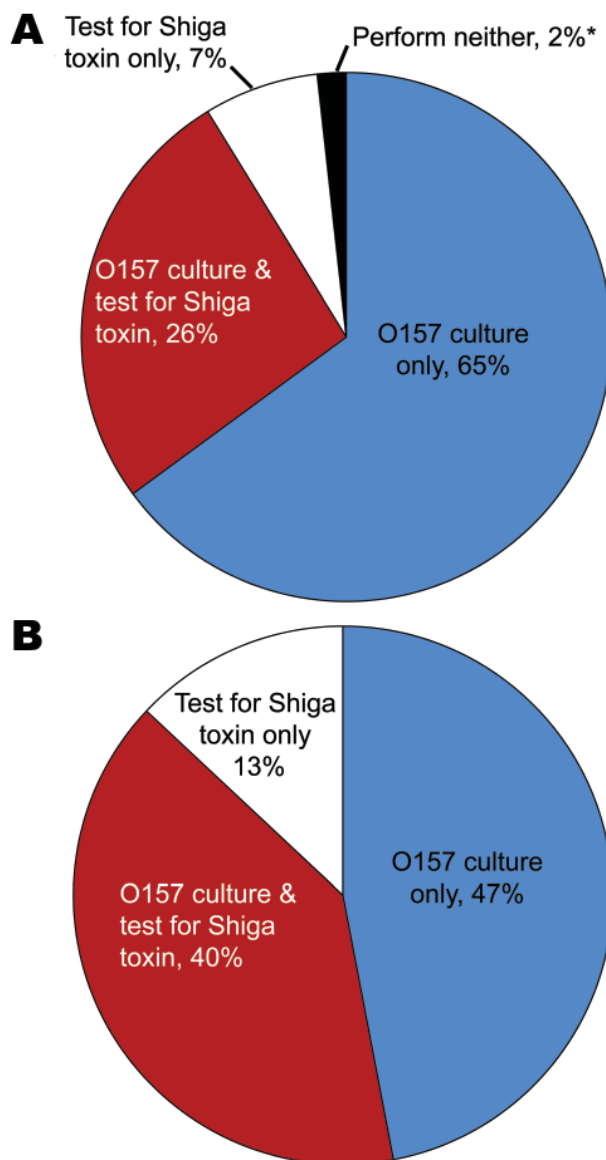 A
Test for Shiga
toxin only, 7%
Perform neither, 2%*
O157 culture &
test for Shiga
toxin, 26%
O157 culture
only, 65%
B
Test for Shiga
toxin only
13%
O157 culture &
test for Shiga
toxin, 40%
O157 culture
only, 47%